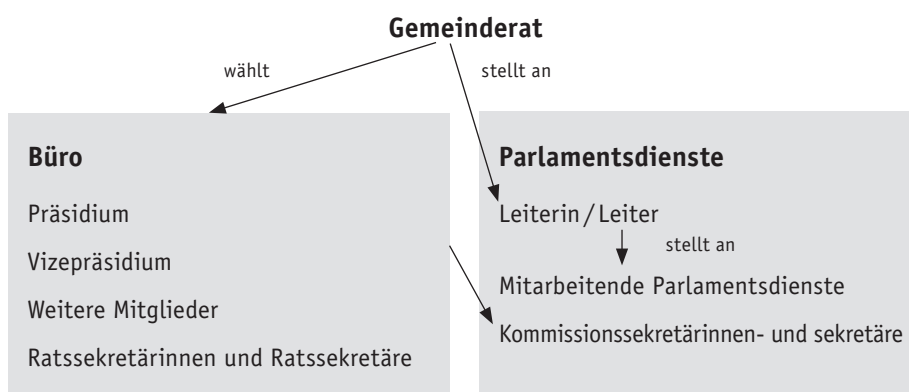 Gemeinderat
wählt
stellt an
Büro
Präsidium
Vizepräsidium
Weitere Mitglieder
Ratssekretärinnen und Ratssekretäre
Parlamentsdienste
Leiterin / Leiter
stellt an
Mitarbeitende Parlamentsdienste
Kommissionssekretärinnen- und sekretäre